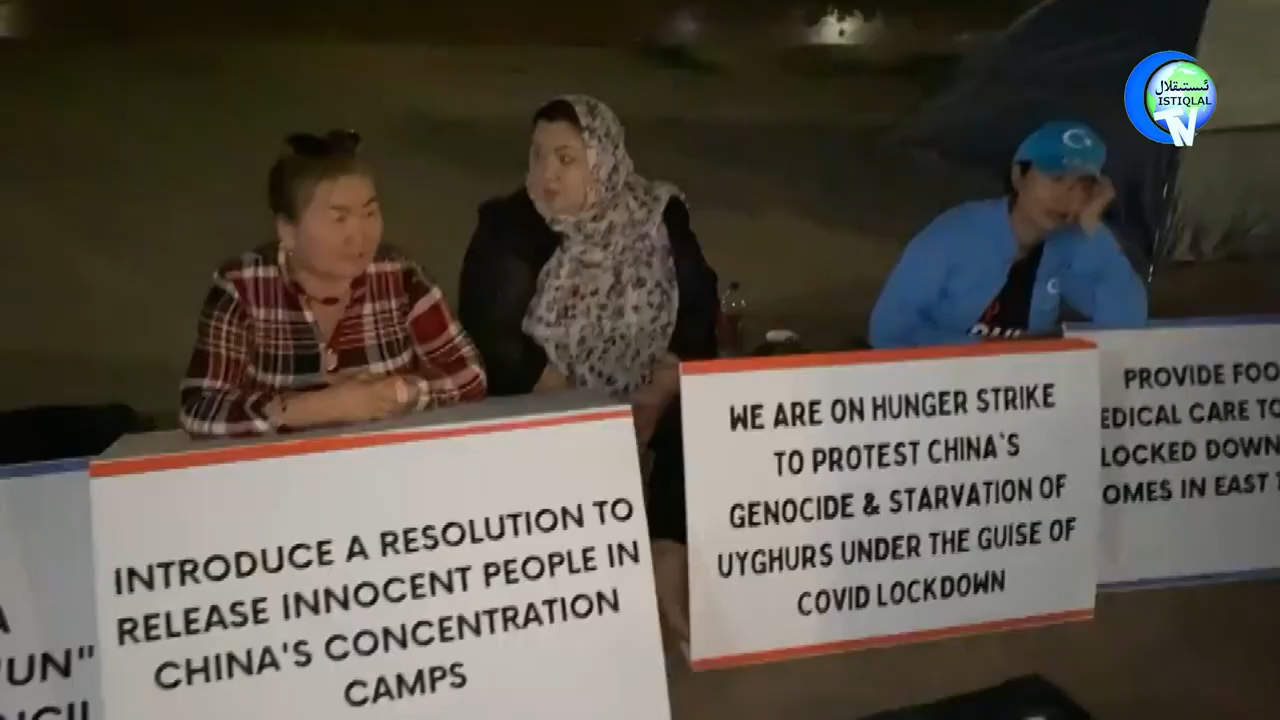 ئىستىقلال
ISTIQLAL
TV
A
"UN"
INTRODUCE A RESOLUTION TO
RELEASE INNOCENT PEOPLE IN
CHINA'S CONCENTRATION
CAMPS
WE ARE ON HUNGER STRIKE
TO PROTEST CHINA'S
GENOCIDE & STARVATION OF
UYGHURS UNDER THE GUISE OF
COVID LOCKDOWN
PROVIDE FOO
EDICAL CARE TO
LOCKED DOWN
OMES IN EAST